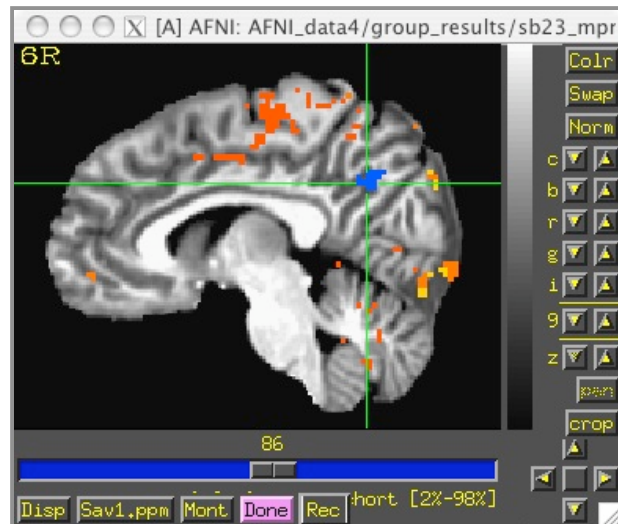 X [A] AFNI: AFNI_data4/group_results/sb23_mpr
6R
Colr
Swap
Norm
c
b
r
g
i
9
z
pan
crop
86
hort [2%-98%]
Disp Sav1.ppm Mont Done Rec